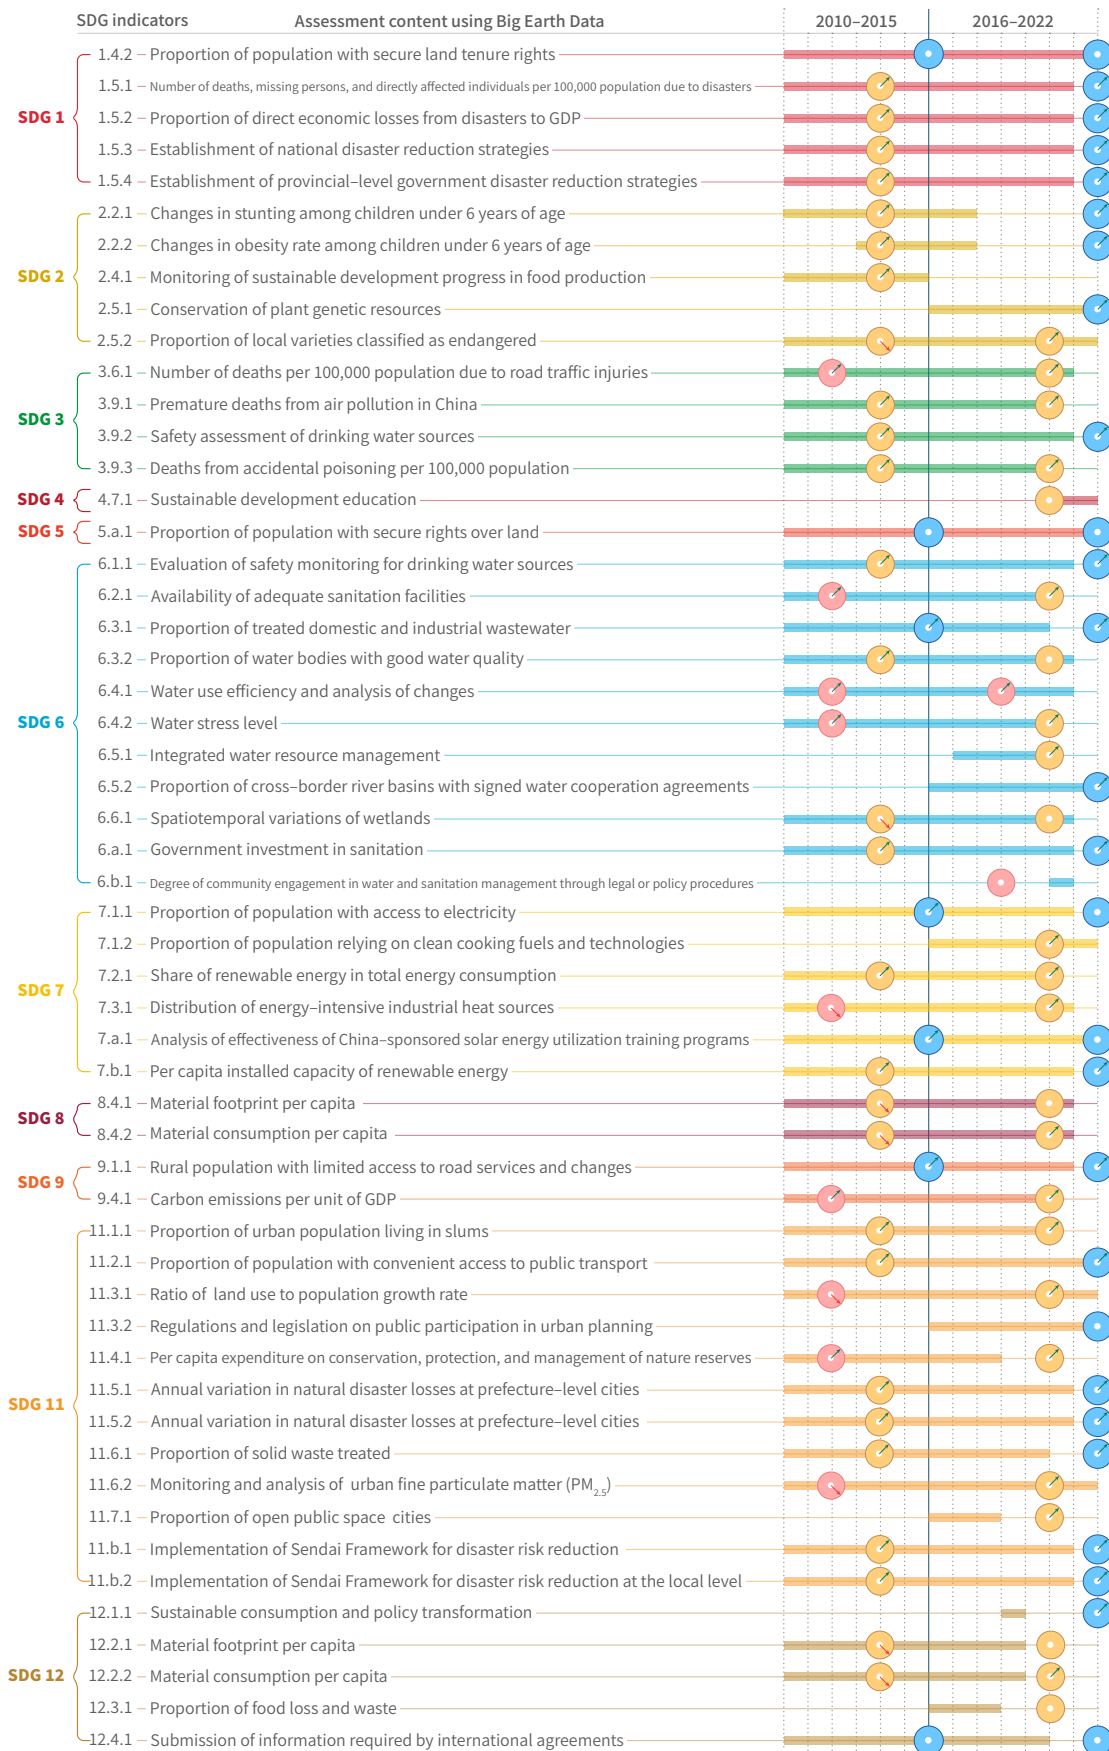 SDG indicators Assessment content using Big Earth Data 2010–2015 2016–2022
1.4.2 Proportion of population with secure land tenure rights
1.5.1 Number of deaths, missing persons, and directly affected individuals per 100,000 population due to disasters
SDG 1 1.5.2 Proportion of direct economic losses from disasters to GDP
1.5.3 Establishment of national disaster reduction strategies
1.5.4 Establishment of provincial–level government disaster reduction strategies
2.2.1 Changes in stunting among children under 6 years of age
2.2.2 Changes in obesity rate among children under 6 years of age
SDG 2 2.4.1 Monitoring of sustainable development progress in food production
2.5.1 Conservation of plant genetic resources
2.5.2 Proportion of local varieties classified as endangered
3.6.1 Number of deaths per 100,000 population due to road traffic injuries
3.9.1 Premature deaths from air pollution in China
SDG 3
3.9.2 Safety assessment of drinking water sources
3.9.3 Deaths from accidental poisoning per 100,000 population
SDG 4 4.7.1 Sustainable development education
SDG 5 5.a.1 Proportion of population with secure rights over land
6.1.1 Evaluation of safety monitoring for drinking water sources
6.2.1 Availability of adequate sanitation facilities
6.3.1 Proportion of treated domestic and industrial wastewater
6.3.2 Proportion of water bodies with good water quality
6.4.1 Water use efficiency and analysis of changes
SDG 6 6.4.2 Water stress level
6.5.1 Integrated water resource management
6.5.2 Proportion of cross–border river basins with signed water cooperation agreements
6.6.1 Spatiotemporal variations of wetlands
6.a.1 Government investment in sanitation
6.b.1 Degree of community engagement in water and sanitation management through legal or policy procedures
7.1.1 Proportion of population with access to electricity
7.1.2 Proportion of population relying on clean cooking fuels and technologies
7.2.1 Share of renewable energy in total energy consumption
SDG 7
7.3.1 Distribution of energy–intensive industrial heat sources
7.a.1 Analysis of effectiveness of China–sponsored solar energy utilization training programs
7.b.1 Per capita installed capacity of renewable energy
8.4.1 Material footprint per capita
SDG 8
8.4.2 Material consumption per capita
9.1.1 Rural population with limited access to road services and changes
SDG 9
9.4.1 Carbon emissions per unit of GDP
11.1.1 Proportion of urban population living in slums
11.2.1 Proportion of population with convenient access to public transport
11.3.1 Ratio of land use to population growth rate
11.3.2 Regulations and legislation on public participation in urban planning
11.4.1 Per capita expenditure on conservation, protection, and management of nature reserves
11.5.1 Annual variation in natural disaster losses at prefecture–level cities
SDG 11
11.5.2 Annual variation in natural disaster losses at prefecture–level cities
11.6.1 Proportion of solid waste treated
11.6.2 Monitoring and analysis of urban fine particulate matter (PM2.5)
11.7.1 Proportion of open public space cities
11.b.1 Implementation of Sendai Framework for disaster risk reduction
11.b.2 Implementation of Sendai Framework for disaster risk reduction at the local level
12.1.1 Sustainable consumption and policy transformation
12.2.1 Material footprint per capita
SDG 12 12.2.2 Material consumption per capita
12.3.1 Proportion of food loss and waste
12.4.1 Submission of information required by international agreements